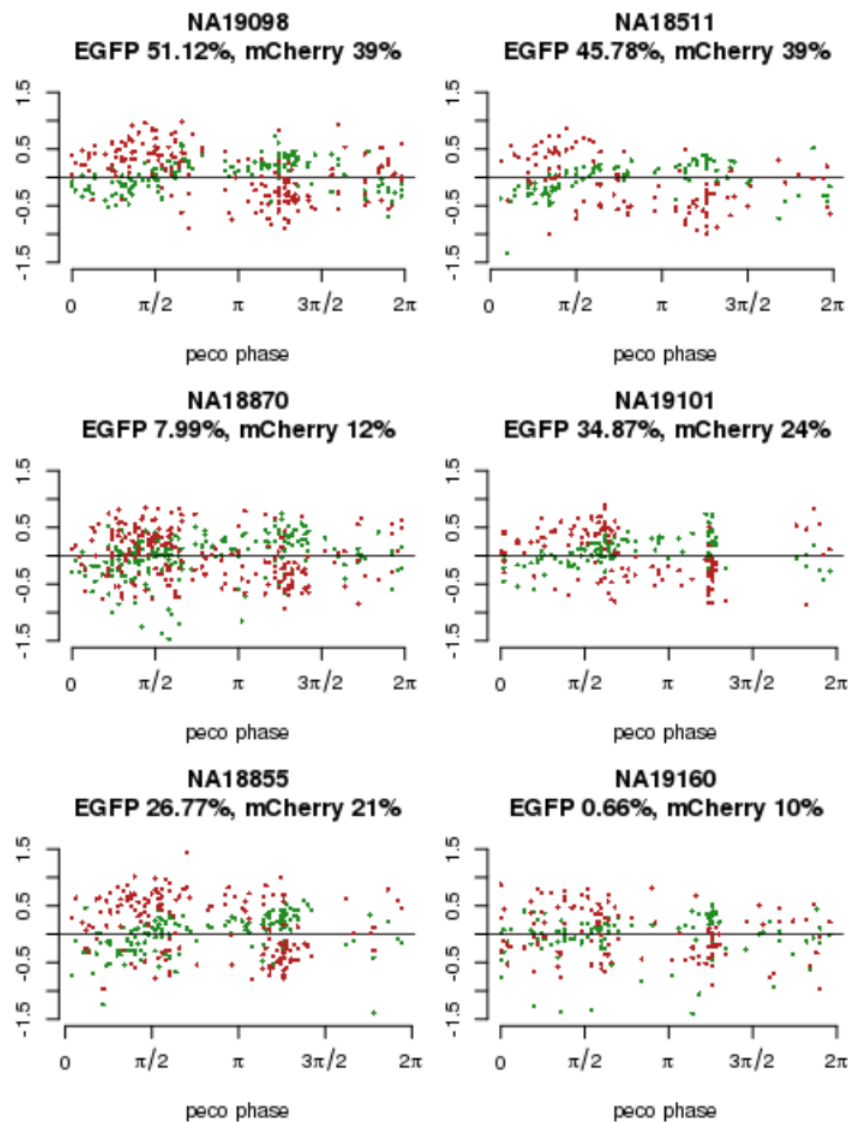 NA19098
EGFP 51.12%, mCherry 39%
1.5
0.5
-0.5
-1.5
0
π/2
π
3π/2
2π
peco phase
NA18511
EGFP 45.78%, mCherry 39%
1.5
0.5
-0.5
-1.5
0
π/2
π
3π/2
2π
peco phase
NA18870
EGFP 7.99%, mCherry 12%
1.5
0.5
-0.5
-1.5
0
π/2
π
3π/2
2π
peco phase
NA19101
EGFP 34.87%, mCherry 24%
1.5
0.5
-0.5
-1.5
0
π/2
π
3π/2
2π
peco phase
NA18855
EGFP 26.77%, mCherry 21%
1.5
0.5
-0.5
-1.5
0
π/2
π
3π/2
2π
peco phase
NA19160
EGFP 0.66%, mCherry 10%
1.5
0.5
-0.5
-1.5
0
π/2
π
3π/2
2π
peco phase